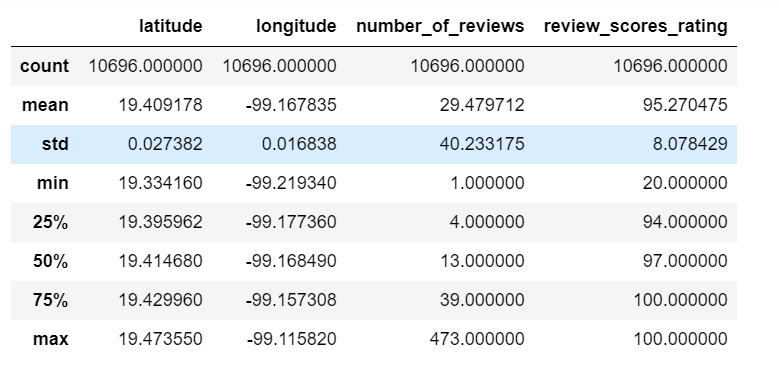 latitude longitude number_of_reviews review_scores_rating
count 10696.000000 10696.000000 10696.000000 10696.000000
mean 19.409178 -99.167835 29.479712 95.270475
std 0.027382 0.016838 40.233175 8.078429
min 19.334160 -99.219340 1.000000 20.000000
25% 19.395962 -99.177360 4.000000 94.000000
50% 19.414680 -99.168490 13.000000 97.000000
75% 19.429960 -99.157308 39.000000 100.000000
max 19.473550 -99.115820 473.000000 100.000000